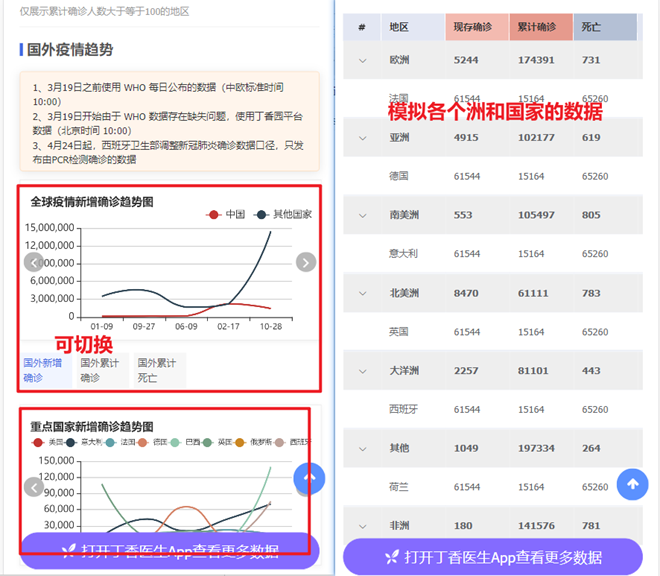 仅展示累计确诊人数大于等于100的地区
国外疫情趋势
1、3月19日之前使用 WHO 每日公布的数据（中欧标准时间
10:00）
2、3月19日开始由于 WHO 数据存在缺失问题，使用丁香园平台
数据（北京时间 10:00）
3、4月24日起，西班牙卫生部调整新冠肺炎确诊数据口径，只发
布由PCR检测确诊的数据
全球疫情新增确诊趋势图
中国 其他国家
15,000,000
12,000,000
9,000,000
6,000,000
3,000,000
0
01-09 09-27 06-09 02-17 10-28
可切换
国外新增
确诊
国外累计
确诊
国外累计
死亡
重点国家新增确诊趋势图
美国 意大利 法国 德国 巴西 英国 俄罗斯 西班牙
150,000
120,000
90,000
60,000
30,000
打开丁香医生App查看更多数据
# 地区 现存确诊 累计确诊 死亡
欧洲 5244 174391 731
法国 61544 15164 65260
模拟各个洲和国家的数据
亚洲 4915 102177 619
德国 61544 15164 65260
南美洲 553 105497 805
意大利 61544 15164 65260
北美洲 8470 61111 783
英国 61544 15164 65260
大洋洲 2257 81101 443
西班牙 61544 15164 65260
其他 1049 197334 264
荷兰 61544 15164 65260
非洲 180 141576 781
打开丁香医生App查看更多数据